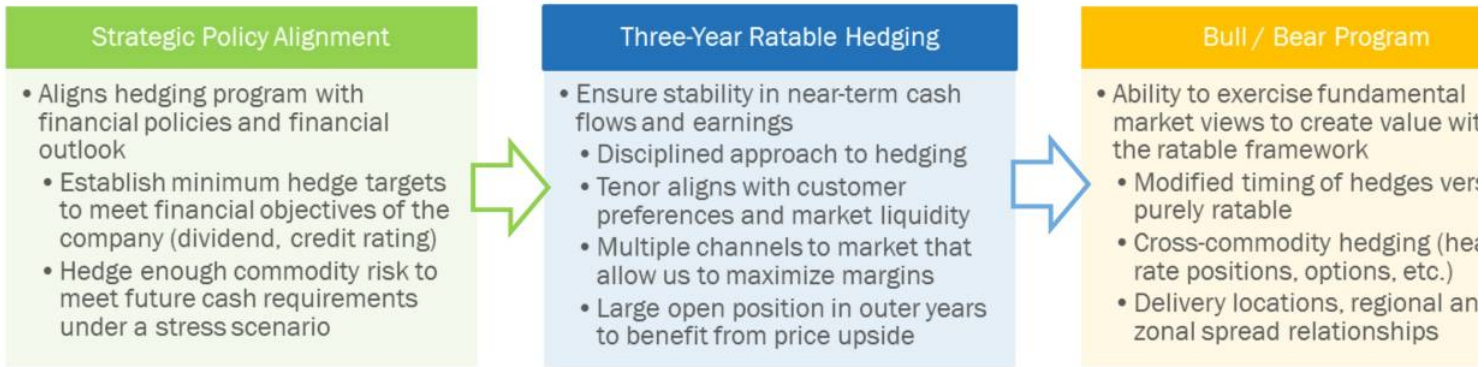 Strategic Policy Alignment
• Aligns hedging program with
financial policies and financial
outlook
• Establish minimum hedge targets
to meet financial objectives of the
company (dividend, credit rating)
• Hedge enough commodity risk to
meet future cash requirements
under a stress scenario
Three-Year Ratable Hedging
• Ensure stability in near-term cash
flows and earnings
• Disciplined approach to hedging
• Tenor aligns with customer
preferences and market liquidity
• Multiple channels to market that
allow us to maximize margins
• Large open position in outer years
to benefit from price upside
Bull / Bear Program
• Ability to exercise fundamental
market views to create value
the ratable framework
• Modified timing of hedges
purely ratable
• Cross-commodity hedging
rate positions, options, etc.)
• Delivery locations, regional
zonal spread relationships